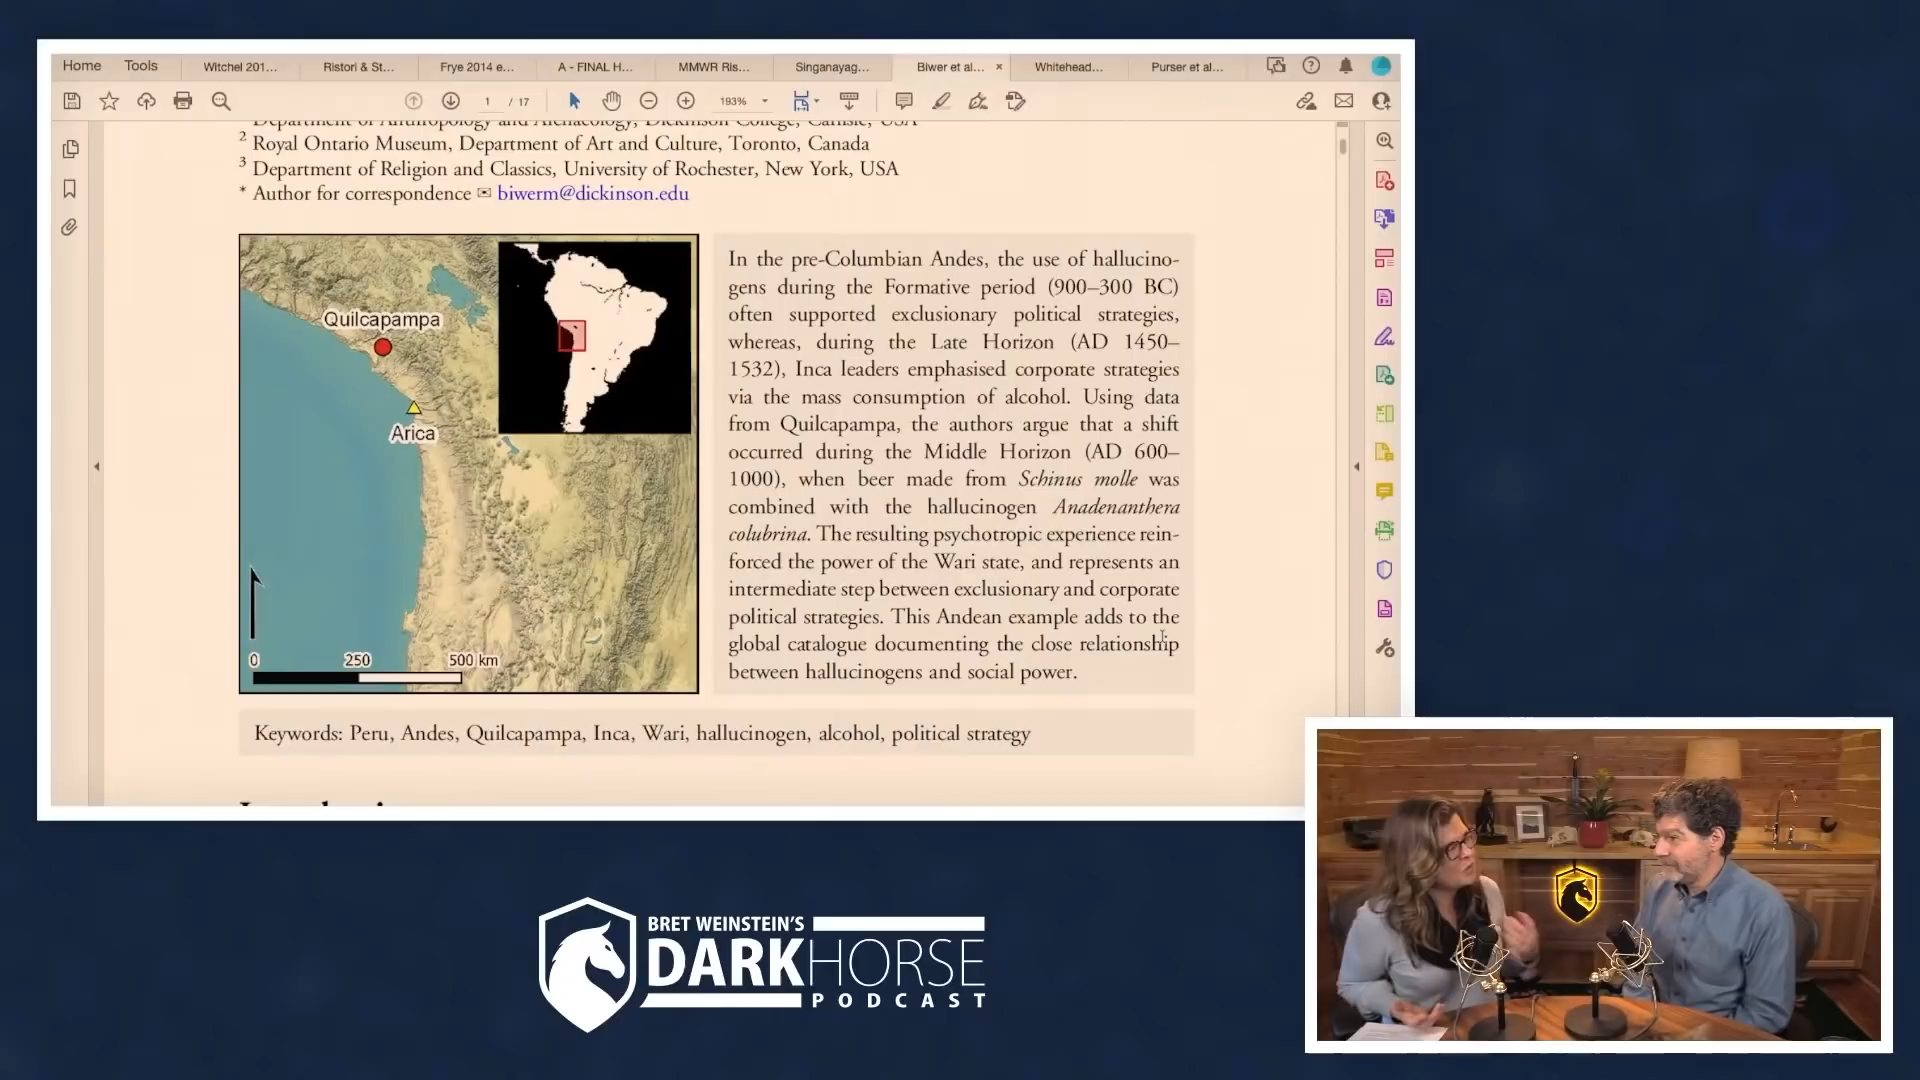 Home Tools Witchel 201... Ristori & St... Frye 2014 e... A - FINAL H... MMWR Ris... Singanayag... Biwer et al... × Whitehead... Purser et al...
1 / 17 193%
Department of Anthropology and Archaeology, Dickinson College, Carlisle, USA
2 Royal Ontario Museum, Department of Art and Culture, Toronto, Canada
3 Department of Religion and Classics, University of Rochester, New York, USA
* Author for correspondence ✉ biwerm@dickinson.edu
Quilcapampa
Arica
0 250 500 km
In the pre-Columbian Andes, the use of hallucino-
gens during the Formative period (900–300 BC)
often supported exclusionary political strategies,
whereas, during the Late Horizon (AD 1450–
1532), Inca leaders emphasised corporate strategies
via the mass consumption of alcohol. Using data
from Quilcapampa, the authors argue that a shift
occurred during the Middle Horizon (AD 600–
1000), when beer made from Schinus molle was
combined with the hallucinogen Anadenanthera
colubrina. The resulting psychotropic experience rein-
forced the power of the Wari state, and represents an
intermediate step between exclusionary and corporate
political strategies. This Andean example adds to the
global catalogue documenting the close relationship
between hallucinogens and social power.
Keywords: Peru, Andes, Quilcapampa, Inca, Wari, hallucinogen, alcohol, political strategy
BRET WEINSTEIN'S
DARKHORSE
PODCAST